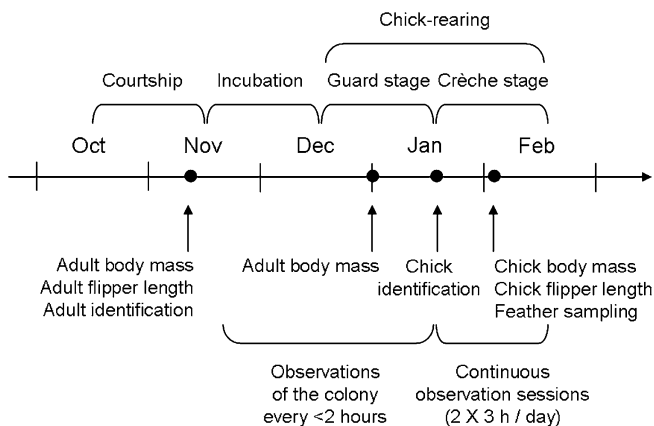 Chick-rearing
Courtship
Incubation
Guard stage
Crèche stage
Oct
Nov
Dec
Jan
Feb
Adult body mass
Adult flipper length
Adult identification
Adult body mass
Chick
identification
Chick body mass
Chick flipper length
Feather sampling
Observations
of the colony
every <2 hours
Continuous
observation sessions
(2 X 3 h / day)